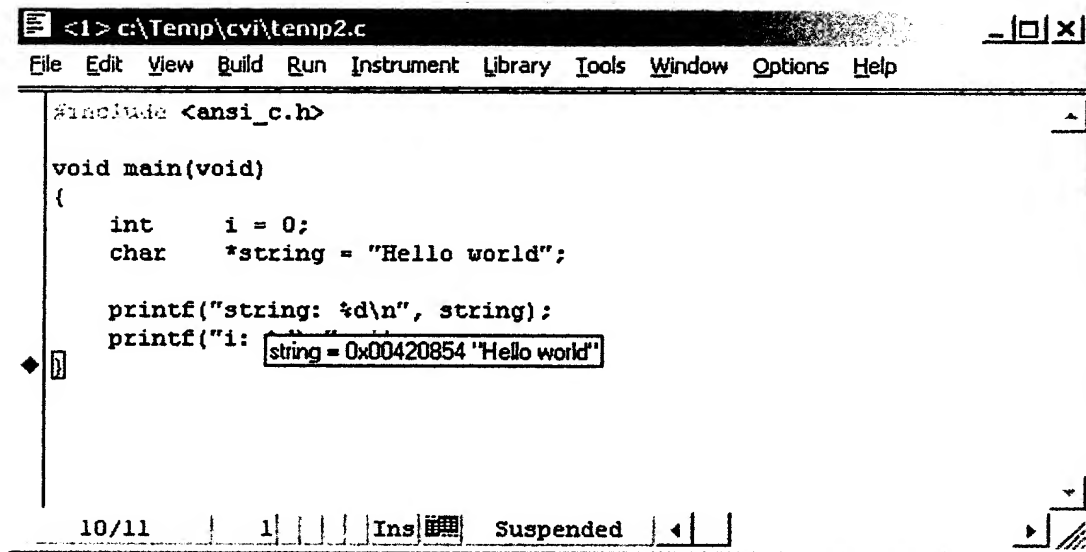 <1> c:\Temp\cvi\temp2.c
File Edit View Build Run Instrument Library Tools Window Options Help
#include <ansi_c.h>
void main(void)
{
int i = 0;
char *string = "Hello world";
printf("string: %d\n", string);
printf("i:
string = 0x00420854 "Hello world"
}
10/11 1 Ins Suspended